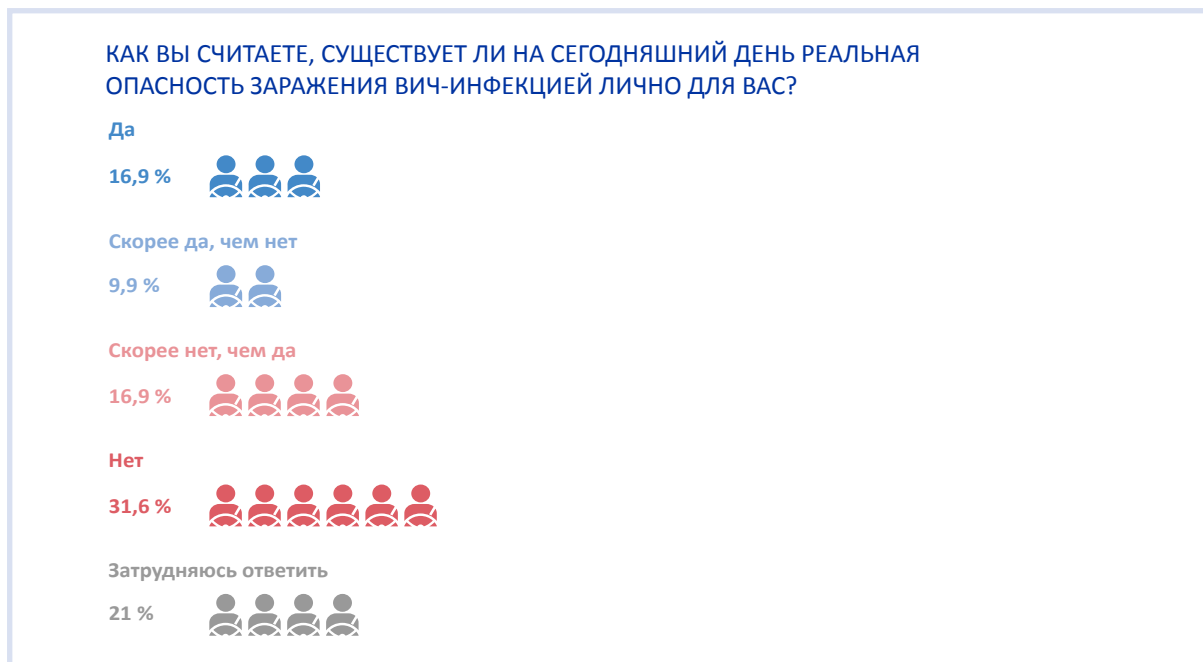 КАК ВЫ СЧИТАЕТЕ, СУЩЕСТВУЕТ ЛИ НА СЕГОДНЯШНИЙ ДЕНЬ РЕАЛЬНАЯ
ОПАСНОСТЬ ЗАРАЖЕНИЯ ВИЧ-ИНФЕКЦИЕЙ ЛИЧНО ДЛЯ ВАС?
Да
16,9 %
Скорее да, чем нет
9,9 %
Скорее нет, чем да
16,9 %
Нет
31,6 %
Затрудняюсь ответить
21 %